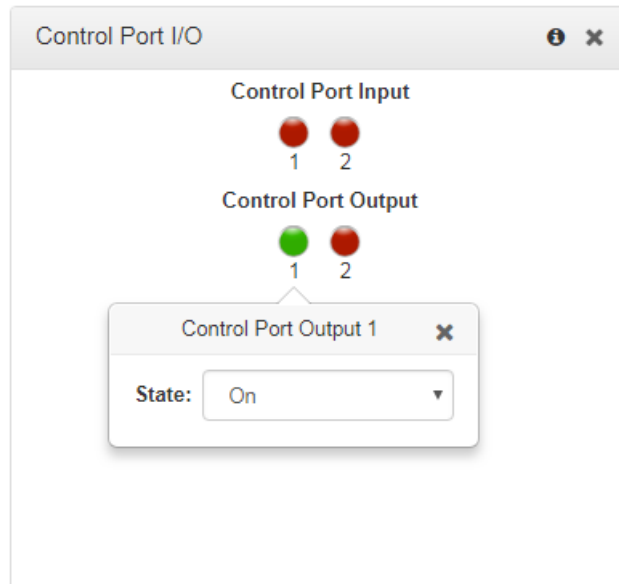 Control Port I/O
Control Port Input
1 2
Control Port Output
1 2
Control Port Output 1
State: On